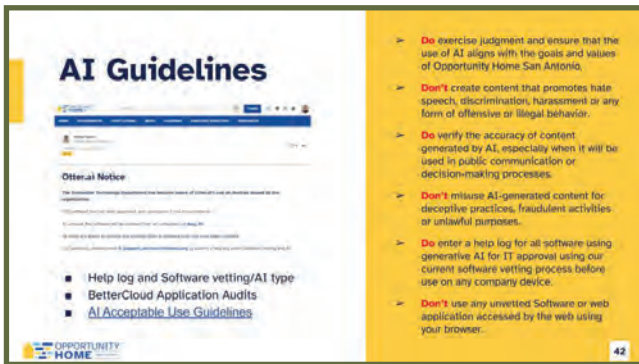 AI Guidelines
Otter.ai Notice
■ Help log and Software vetting/AI type
■ BetterCloud Application Audits
■ AI Acceptable Use Guidelines
OPPORTUNITY
HOME
➢ Do exercise judgment and ensure that the
use of AI aligns with the goals and values
of Opportunity Home San Antonio.
➢ Don't create content that promotes hate
speech, discrimination, harassment or any
form of offensive or illegal behavior.
➢ Do verify the accuracy of content
generated by AI, especially when it will be
used in public communication or
decision-making processes.
➢ Don't misuse AI-generated content for
deceptive practices, fraudulent activities
or unlawful purposes.
➢ Do enter a help log for all software using
generative AI for IT approval using our
current software vetting process before
use on any company device.
➢ Don't use any unvetted Software or web
application accessed by the web using
your browser.
42